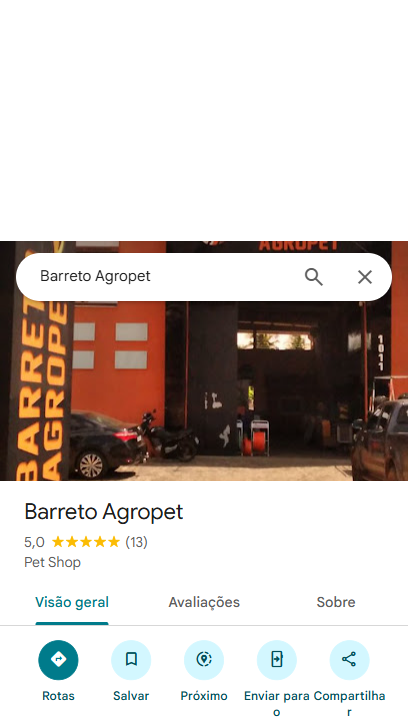 AGROPET
Barreto Agropet
BARRETO
AGROPET
1011
Barreto Agropet
5,0 (13)
Pet Shop
Visão geral
Avaliações
Sobre
Rotas
Salvar
Próximo
Enviar para o
Compartilhar